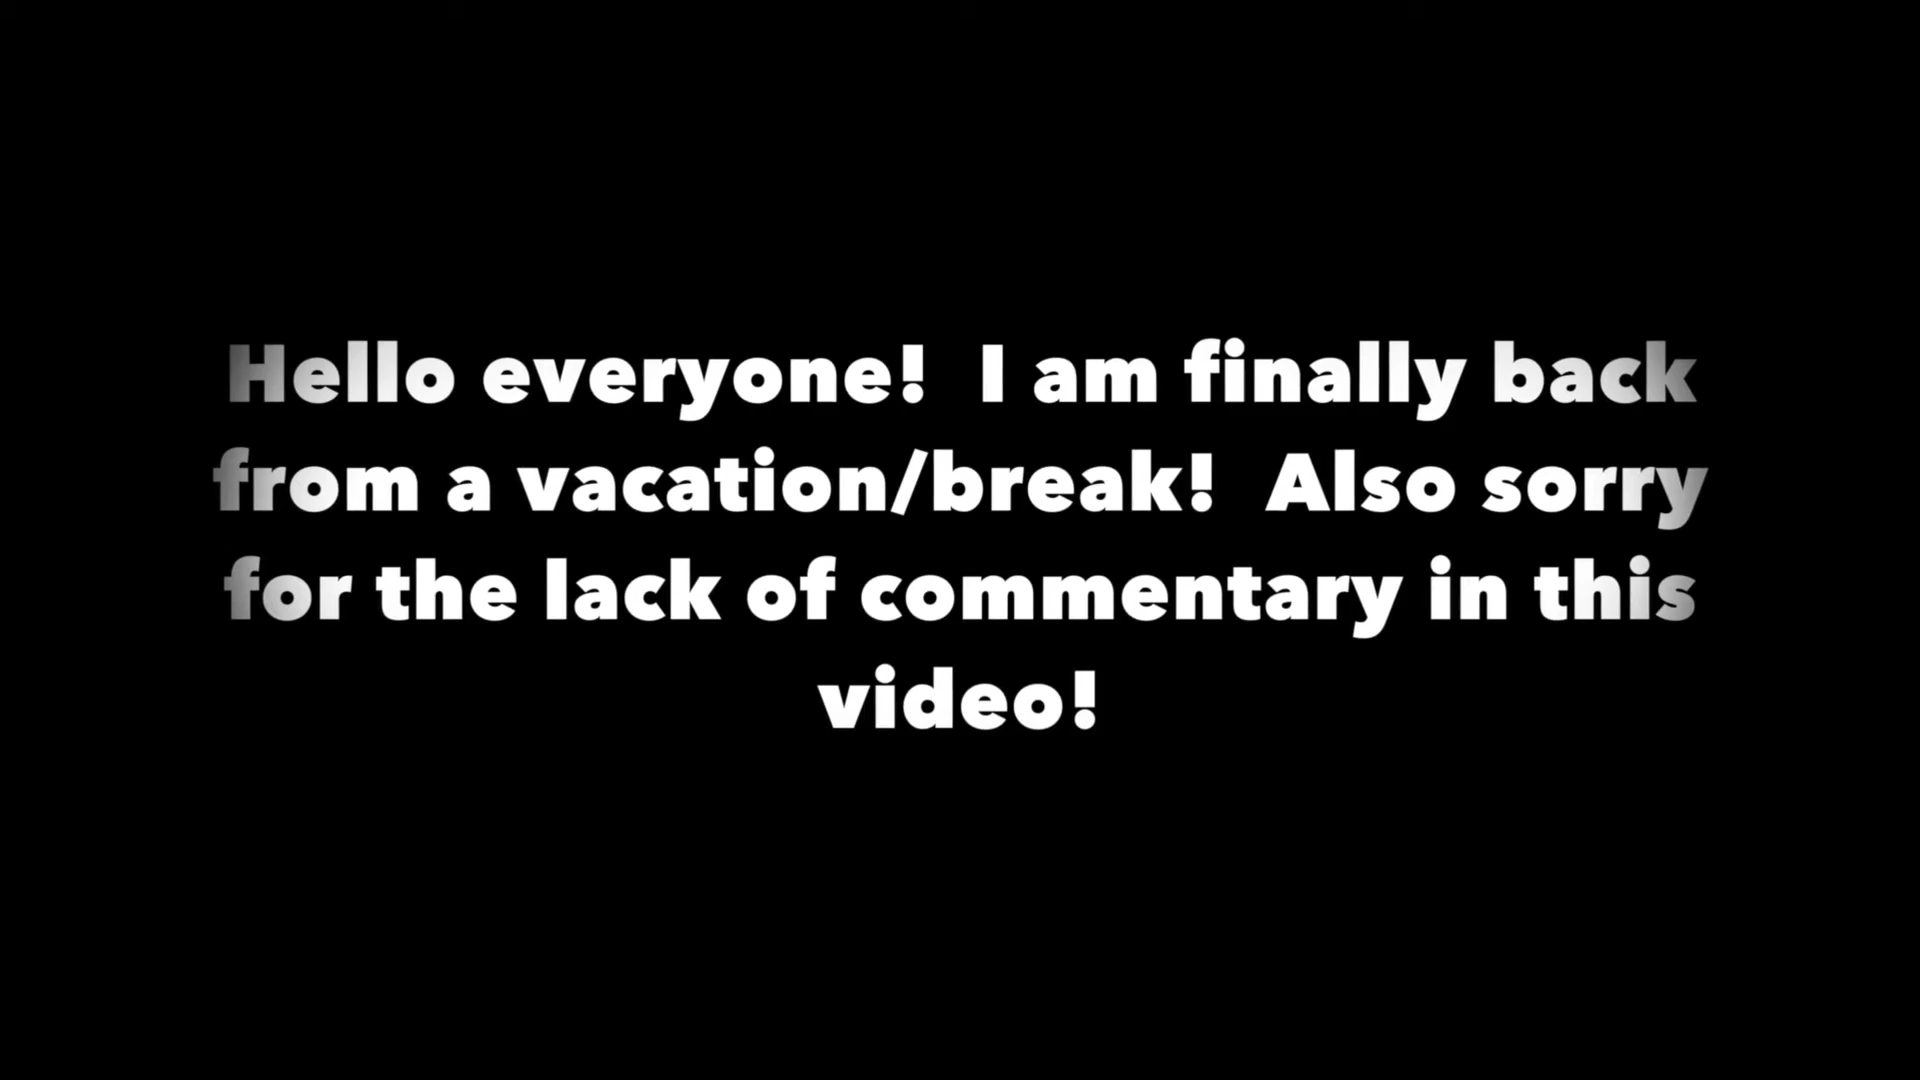 Hello everyone!  I am finally back
from a vacation/break!  Also sorry
for the lack of commentary in this
video!